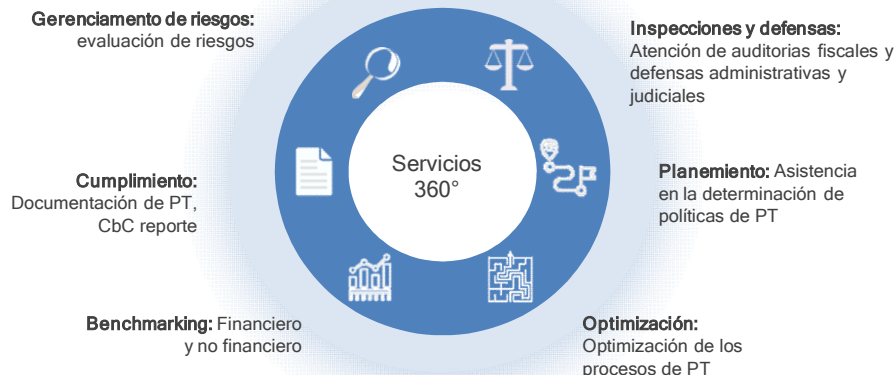 Gerenciamento de riesgos:
evaluación de riesgos
Inspecciones y defensas:
Atención de auditorias fiscales y
defensas administrativas y
judiciales
Servicios
360°
Cumplimiento:
Documentación de PT,
CbC reporte
Planemiento: Asistencia
en la determinación de
políticas de PT
Benchmarking: Financiero
y no financiero
Optimización:
Optimización de los
procesos de PT